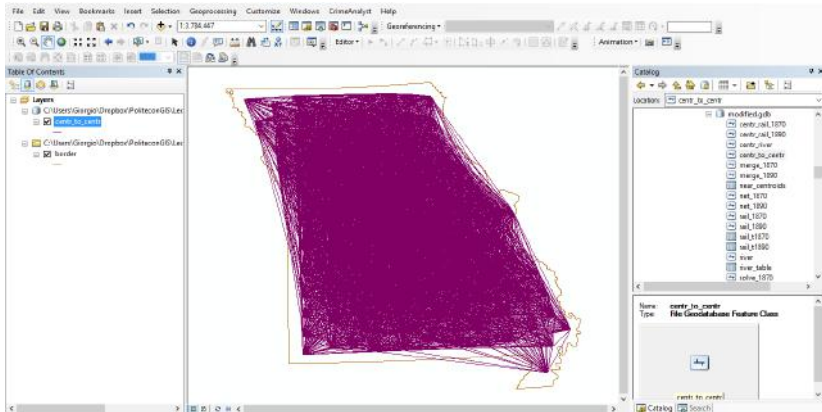 File Edit View Bookmarks Insert Selection Geoprocessing Customize Windows CrimeAnalyst Help
1:3.784.447
Georeferencing
Editor
Animation
Table Of Contents
Layers
C:\Users\Giorgio\Dropbox\PoliteconGIS\Lec
centr_to_centr
C:\Users\Giorgio\Dropbox\PoliteconGIS\Lec
border
Catalog
Location: centr_to_centr
modified.gdb
centr_rail_1870
centr_rail_1890
centr_river
centr_to_centr
merge_1870
merge_1890
near_centroids
net_1870
net_1890
rail_1870
rail_1890
rail_t1870
rail_t1890
river
river_table
solve_1870
Name: centr_to_centr
Type: File Geodatabase Feature Class
centr_to_centr
Catalog Search